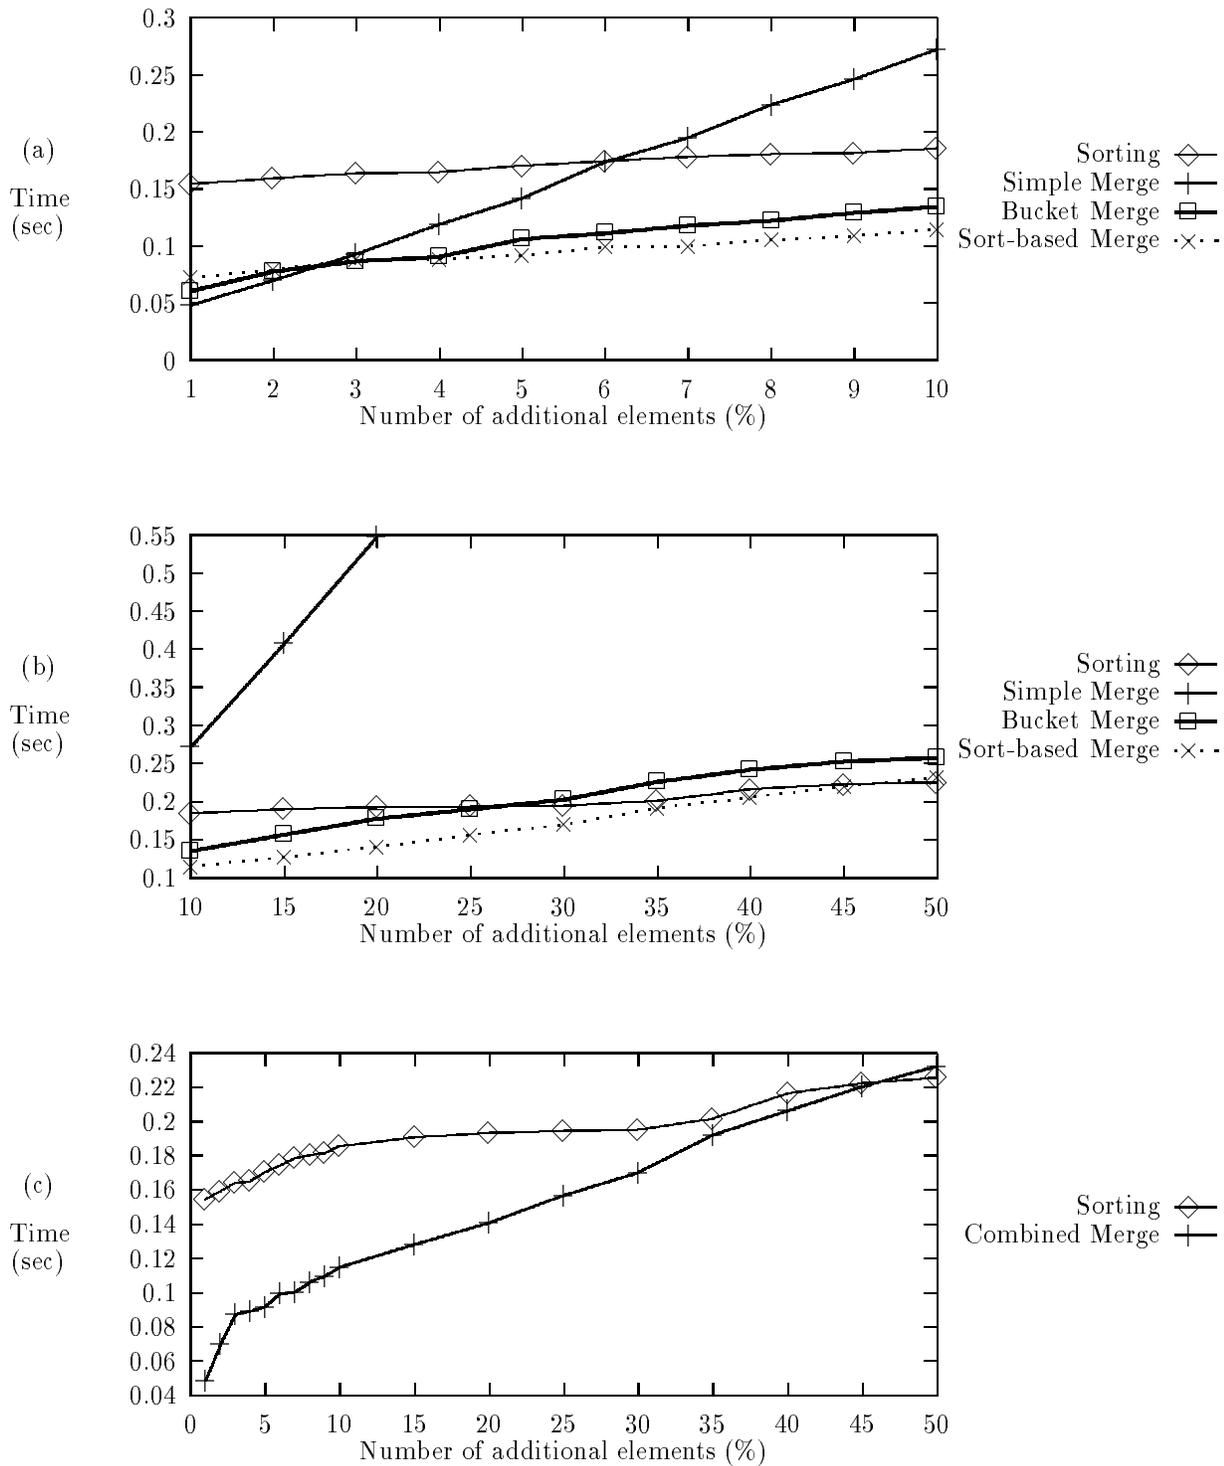 0.3
0.25
0.2
0.15
0.1
0.05
0
(a)
Time
(sec)
1 2 3 4 5 6 7 8 9 10
Number of additional elements (%)
Sorting
Simple Merge
Bucket Merge
Sort-based Merge
0.55
0.5
0.45
0.4
0.35
0.3
0.25
0.2
0.15
0.1
(b)
Time
(sec)
10 15 20 25 30 35 40 45 50
Number of additional elements (%)
Sorting
Simple Merge
Bucket Merge
Sort-based Merge
0.24
0.22
0.2
0.18
0.16
0.14
0.12
0.1
0.08
0.06
0.04
(c)
Time
(sec)
0 5 10 15 20 25 30 35 40 45 50
Number of additional elements (%)
Sorting
Combined Merge